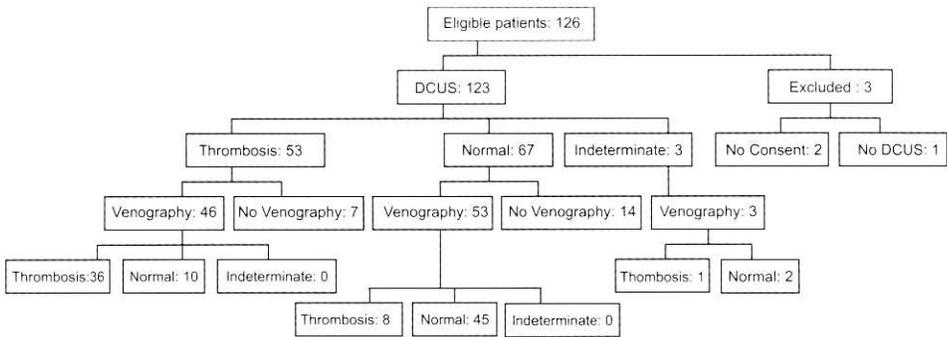 Eligible patients: 126
DCUS: 123
Excluded : 3
Thrombosis: 53
Normal: 67
Indeterminate: 3
No Consent: 2
No DCUS: 1
Venography: 46
No Venography: 7
Venography: 53
No Venography: 14
Venography: 3
Thrombosis:36
Normal: 10
Indeterminate: 0
Thombosis: 1
Normal: 2
Thrombosis: 8
Normal: 45
Indeterminate: 0